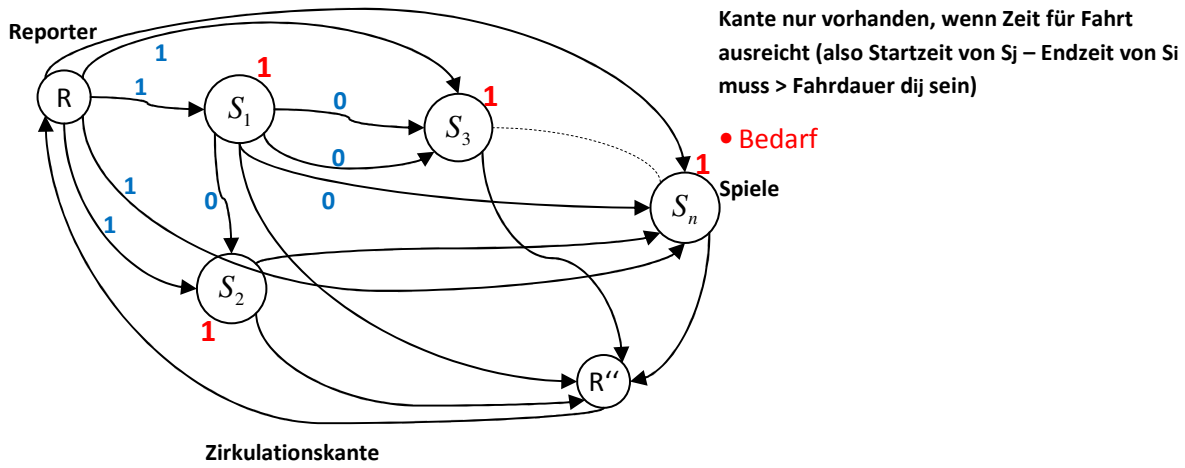 Reporter
R
1
1
1
1
S1
1
0
0
0
0
S3
1
S2
1
Sn
1
Spiele
R“
Zirkulationskante
Kante nur vorhanden, wenn Zeit für Fahrt
ausreicht (also Startzeit von Sj – Endzeit von Si
muss > Fahrdauer dij sein)
• Bedarf